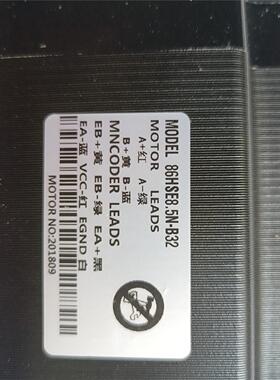 MODEL 86HSE8.5N-B32
MOTOR LEADS
A+红 A-绿
B+黄 B-蓝
MNCODER LEADS
EB+黄 EB-绿 EA+黑
EA-蓝 VCC-红 EGND 白
MOTOR NO:201809